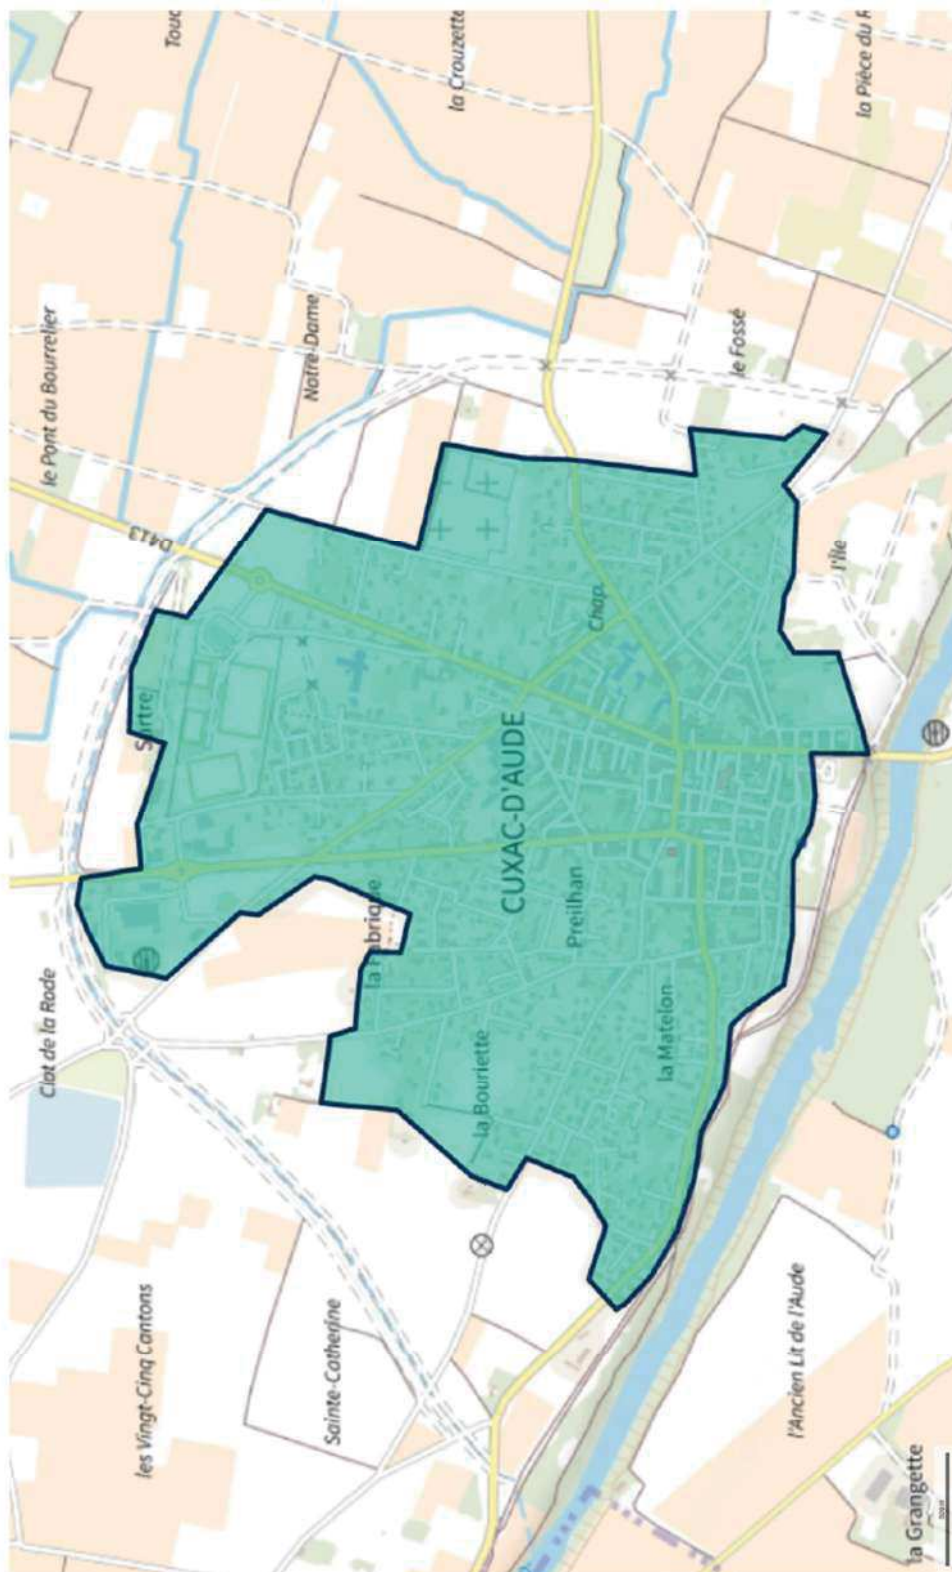 Clot de la Rode
le Pont du Bourrelier
les Vingt-Cinq Cantons
Sartre
D413
Touc
Notre-Dame
Sainte-Catherine
la Fabrique
la Crouzette
la Bouriette
CUXAC-D'AUDE
Preilhan
Chap.
la Matelon
le Fossé
l'Ancien Lit de l'Aude
l'Île
la Pièce du R
la Grangette